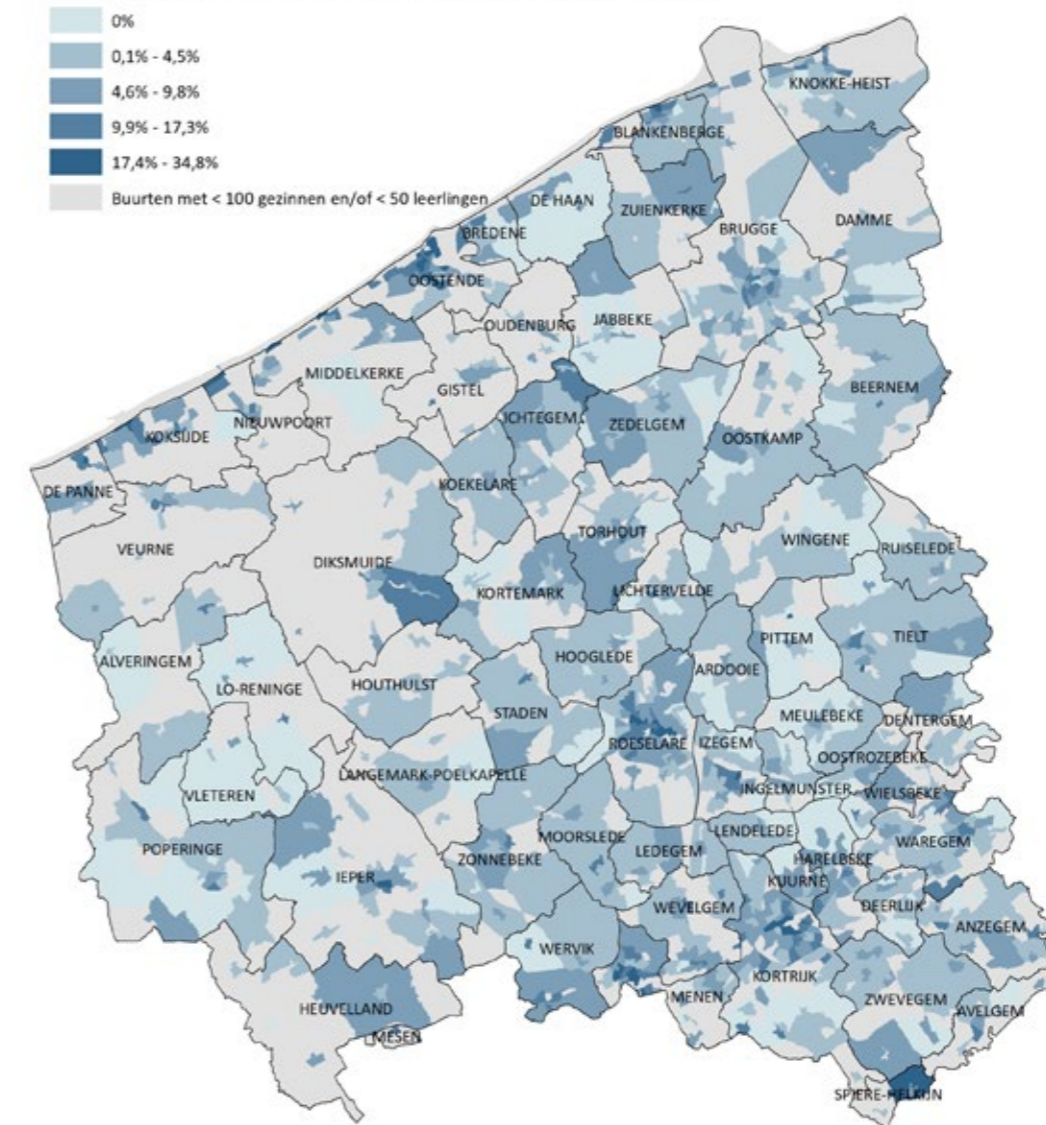 0%
0,1% - 4,5%
4,6% - 9,8%
9,9% - 17,3%
17,4% - 34,8%
Buurten met < 100 gezinnen en/of < 50 leerlingen
KNOKKE-HEIST
BLANKENBERGE
DE HAAN
ZUIENKERKE
DAMME
BRUGGE
BREDENE
OOSTENDE
OUDENBURG
JABBEKE
MIDDELKERKE
GISTEL
BEERNEM
NIEUWPOORT
ICHTEGEM
ZEDELGEM
KOKSIJDE
OOSTKAMP
DE PANNE
KOEKELARE
TORHOUT
WINGENE
VEURNE
RUISELEDE
DIKSMUIDE
KORTEMARK
LICHTERVELDE
PITTEM
TIELT
HOOGLEDE
ALVERINGEM
ARDOOIE
HOUTHULST
LO-RENINGE
STADEN
MEULEBEKE
DENTERGEM
ROESELARE
IZEGEM
OOSTROZEBEKE
LANGEMARK-POELKAPELLE
INGELMUNSTER
WIELSBEKE
VLETEREN
LENDELEDE
MOORSLEDE
WAREGEM
POPERINGE
LEDEGEM
ZONNEBEKE
HARELBEKE
IEPER
KUURNE
WEVELGEM
DEERLIJK
ANZEGEM
WERVIK
KORTRIJK
MENEN
ZWEVEGEM
HEUVELLAND
AVELGEM
MESEN
SPIERE-HELKIJN